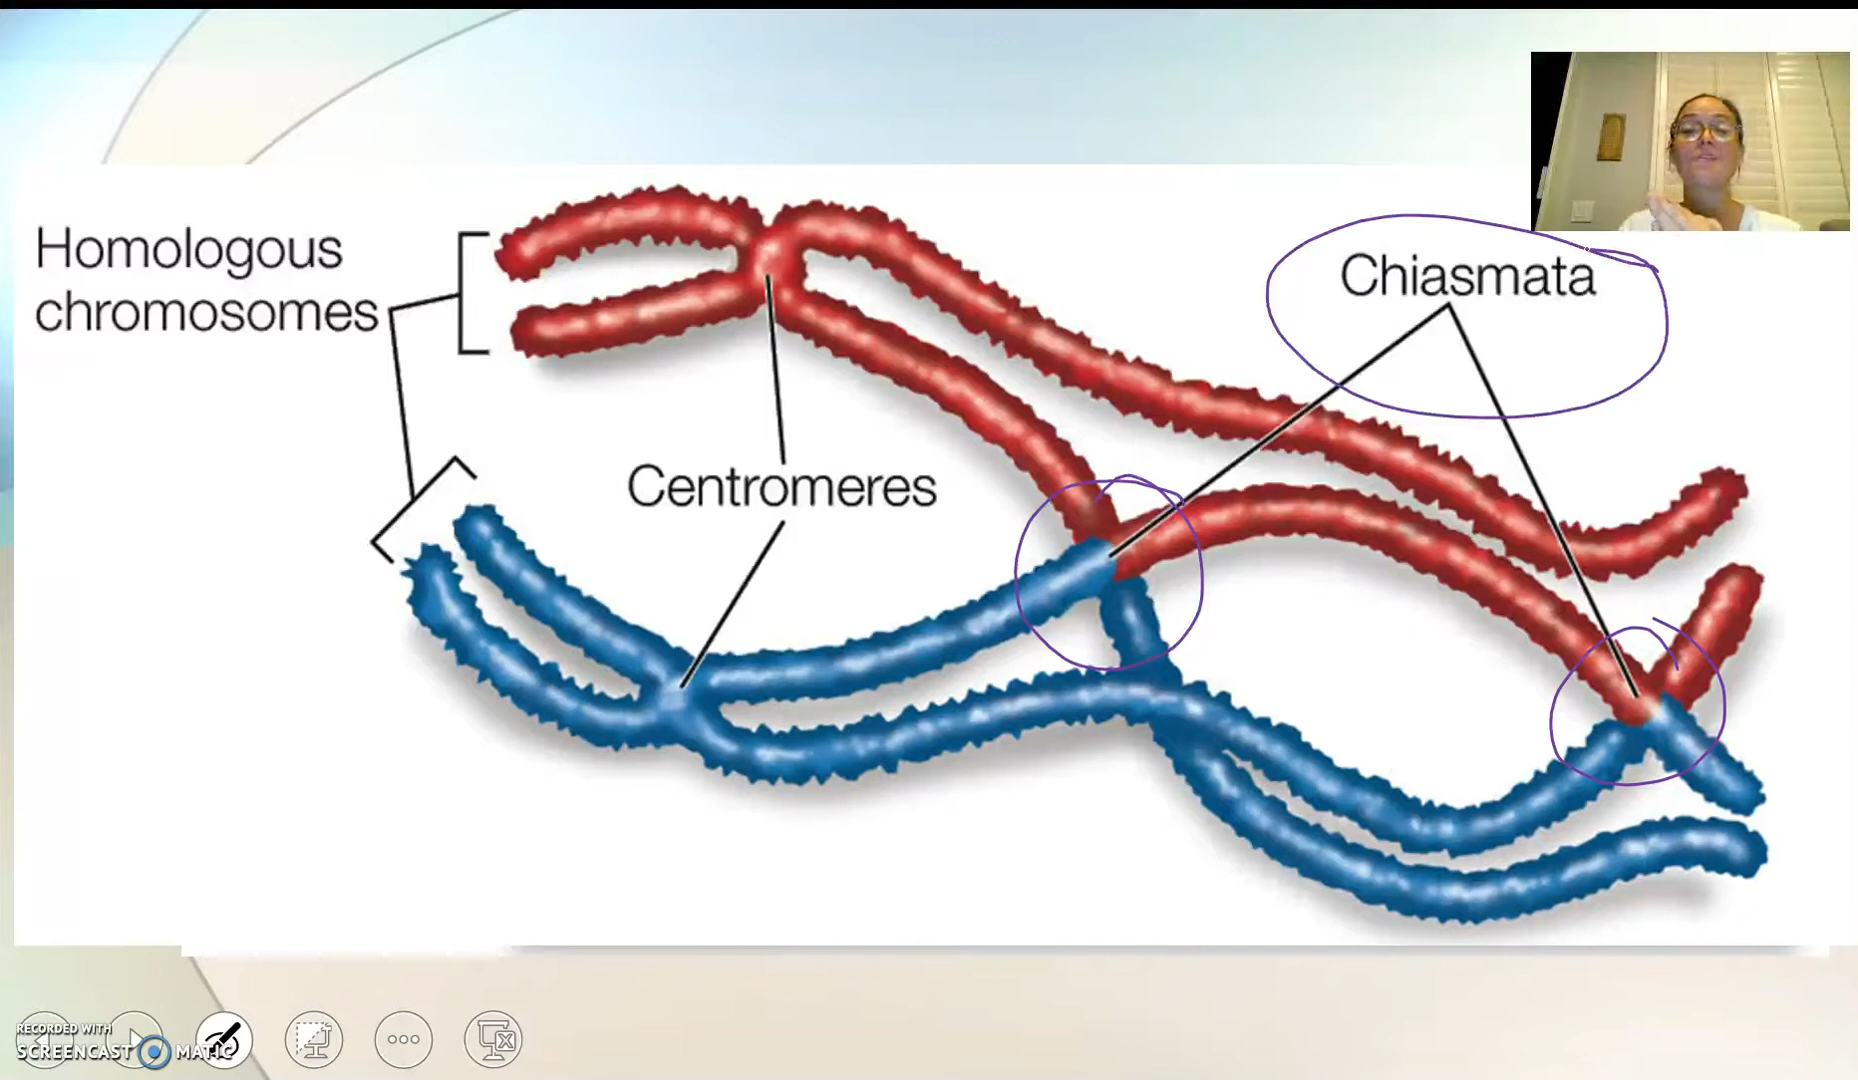 Homologous
chromosomes
Chiasmata
Centromeres
RECORDED WITH
SCREENCAST MATIC